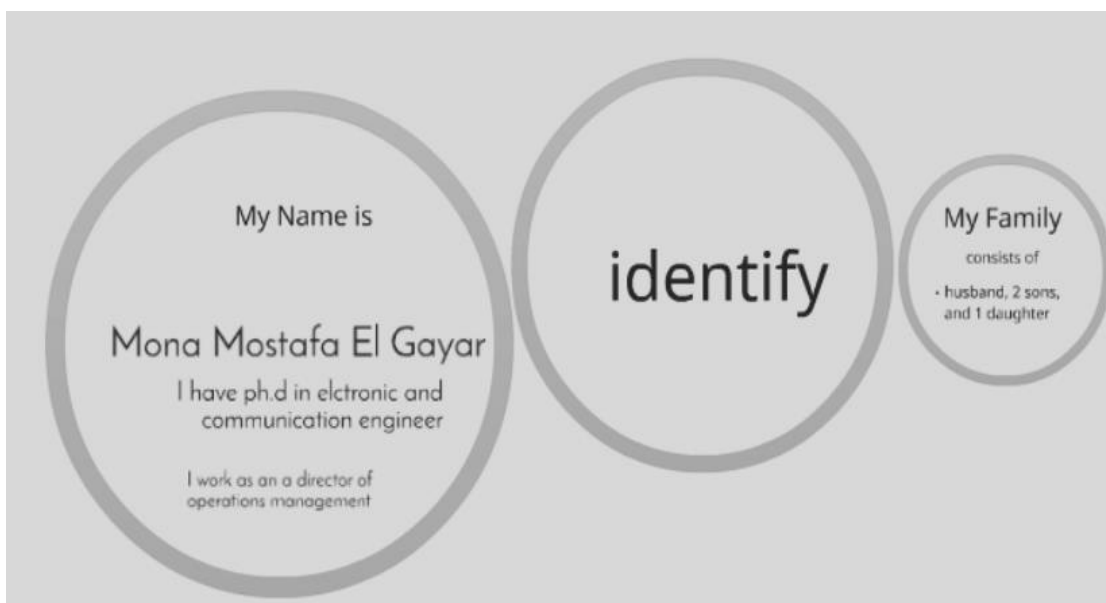 My Name is
Mona Mostafa El Gayar
I have ph.d in elctronic and
communication engineer
I work as an a director of
operations management
identify
My Family
consists of
• husband, 2 sons,
and 1 daughter